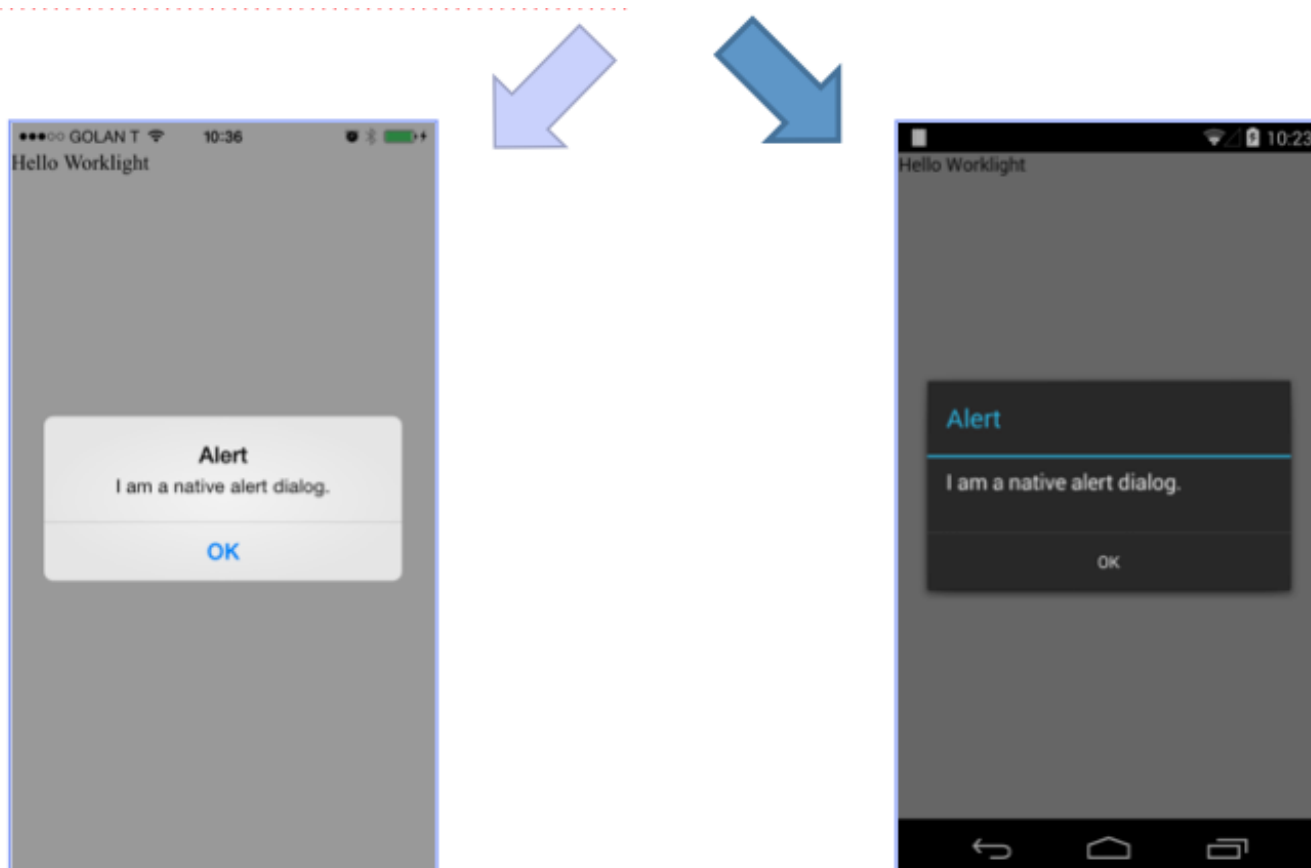 GOLAN T 10:36
Hello Worklight
Alert
I am a native alert dialog.
OK
10:23
Hello Worklight
Alert
I am a native alert dialog.
OK